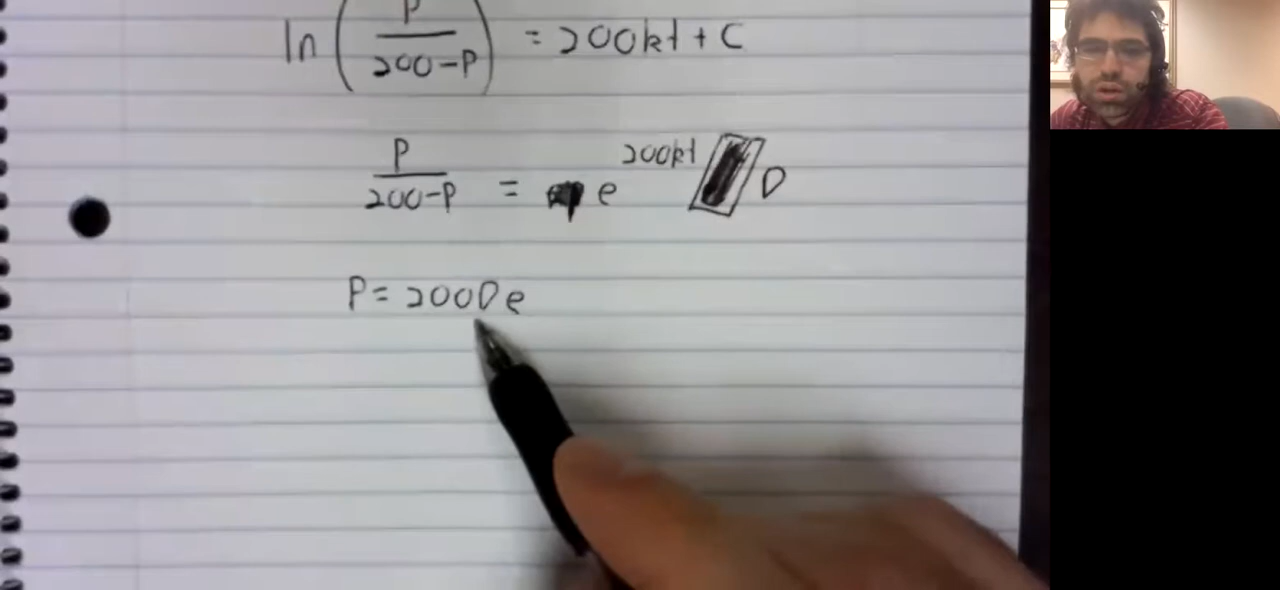 ln(P/(200-P)) = 200kt + C
P/(200-P) = e^200kt D
P = 200De